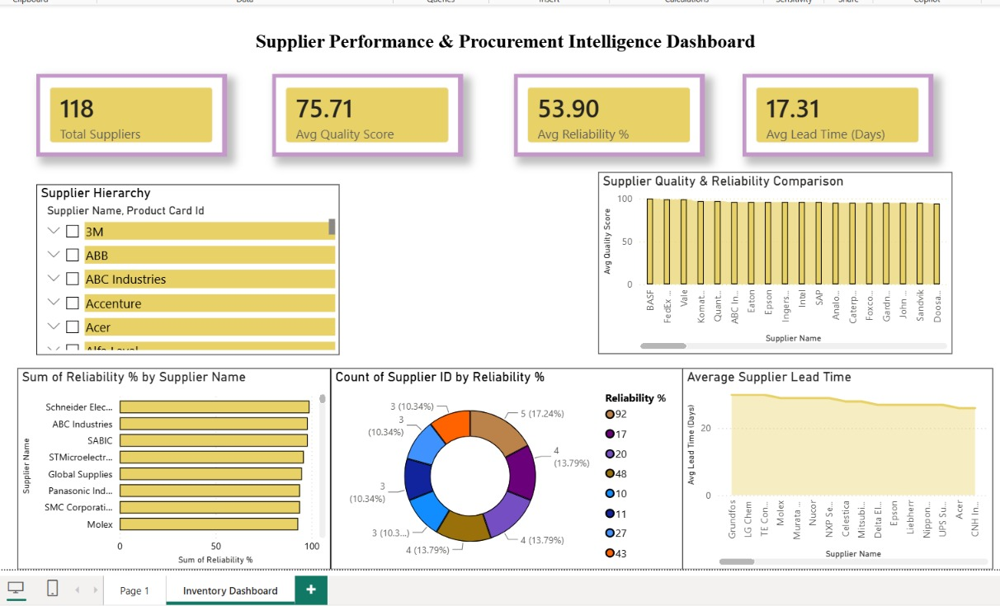 Clipboard
Data
Queries
Insert
Calculations
Sensitivity
Share
Copilot
Supplier Performance & Procurement Intelligence Dashboard
118
Total Suppliers
75.71
Avg Quality Score
53.90
Avg Reliability %
17.31
Avg Lead Time (Days)
Supplier Hierarchy
Supplier Name, Product Card Id
3M
ABB
ABC Industries
Accenture
Acer
Alfa Laval
Supplier Quality & Reliability Comparison
Avg Quality Score
100
50
0
BASF
FedEx ...
Vale
Komat...
Quant...
ABC In...
Eaton
Epson
Ingers...
Intel
SAP
Analo...
Caterp...
Foxco...
Gardn...
John ...
Sandvik
Doosa...
Supplier Name
Sum of Reliability % by Supplier Name
Supplier Name
Schneider Elec...
ABC Industries
SABIC
STMicroelectr...
Global Supplies
Panasonic Ind...
SMC Corporati...
Molex
0
50
100
Sum of Reliability %
Count of Supplier ID by Reliability %
5 (17.24%)
4
(13.79%)
4 (13.79%)
4 (13.79%)
3 (10.3...)
3
(10.34%)
3
(10.34%)
3 (10.34%)
Reliability %
92
17
20
48
10
11
27
43
Average Supplier Lead Time
Avg Lead Time (Days)
20
0
Grundfos
LG Chem
TE Con...
Molex
Murata ...
Nucor
NXP Se...
Celestica
Mitsubi...
Delta El...
Epson
Liebherr
Nippon...
UPS Su...
Acer
CNH In...
Supplier Name
Page 1
Inventory Dashboard
+